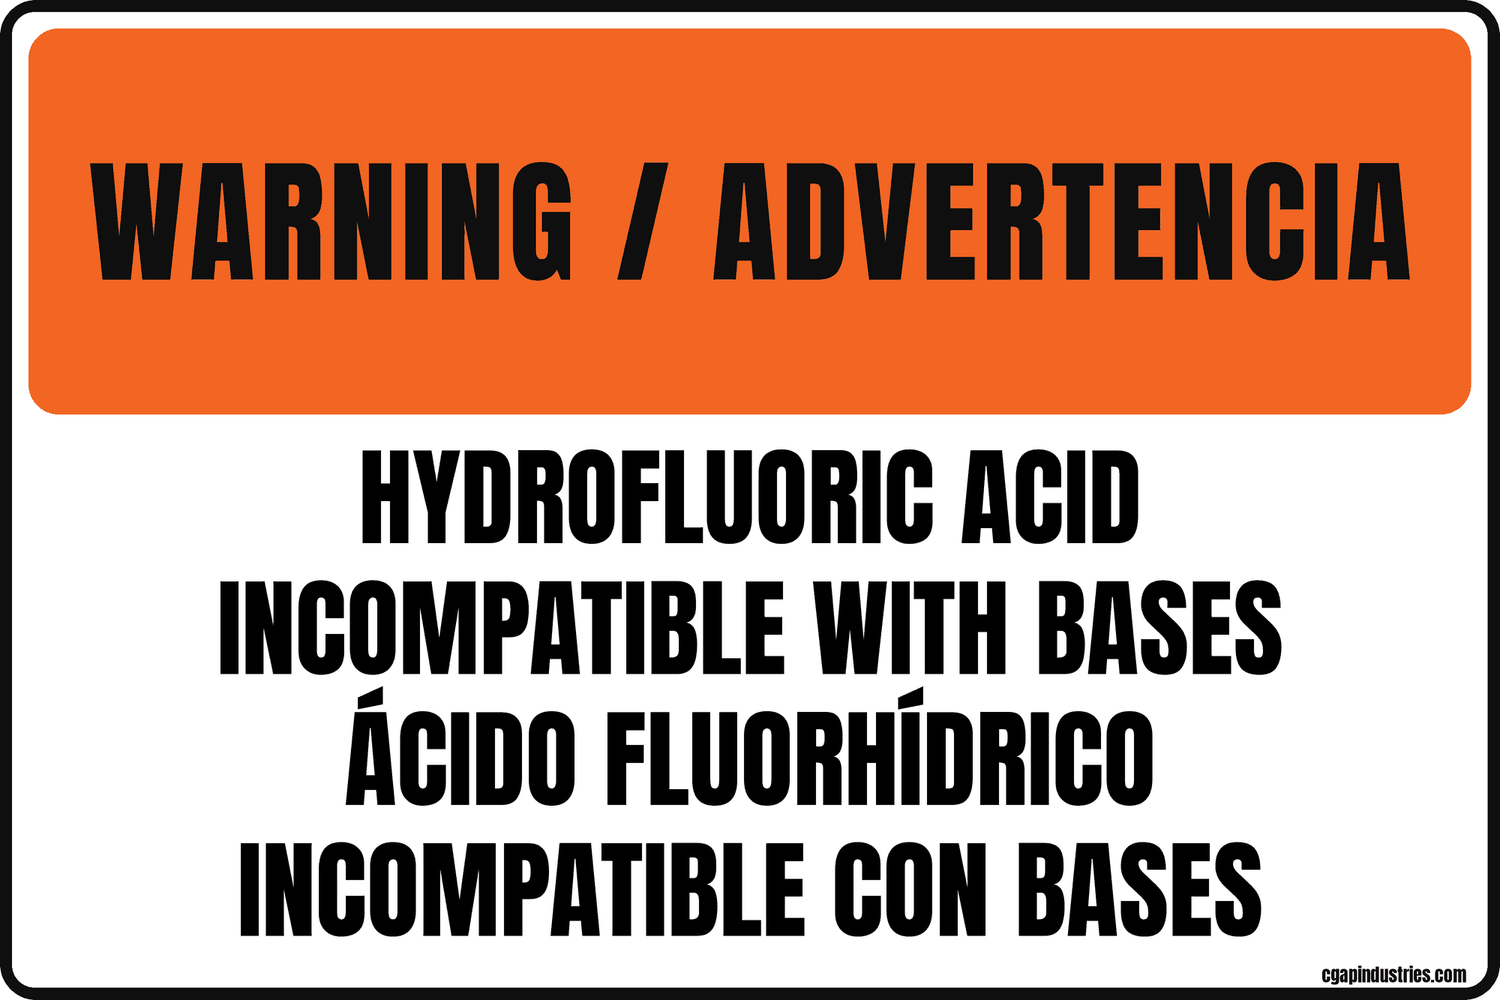 WARNING / ADVERTENCIA
HYDROFLUORIC ACID
INCOMPATIBLE WITH BASES
ÁCIDO FLUORHÍDRICO
INCOMPATIBLE CON BASES
cgapindustries.com